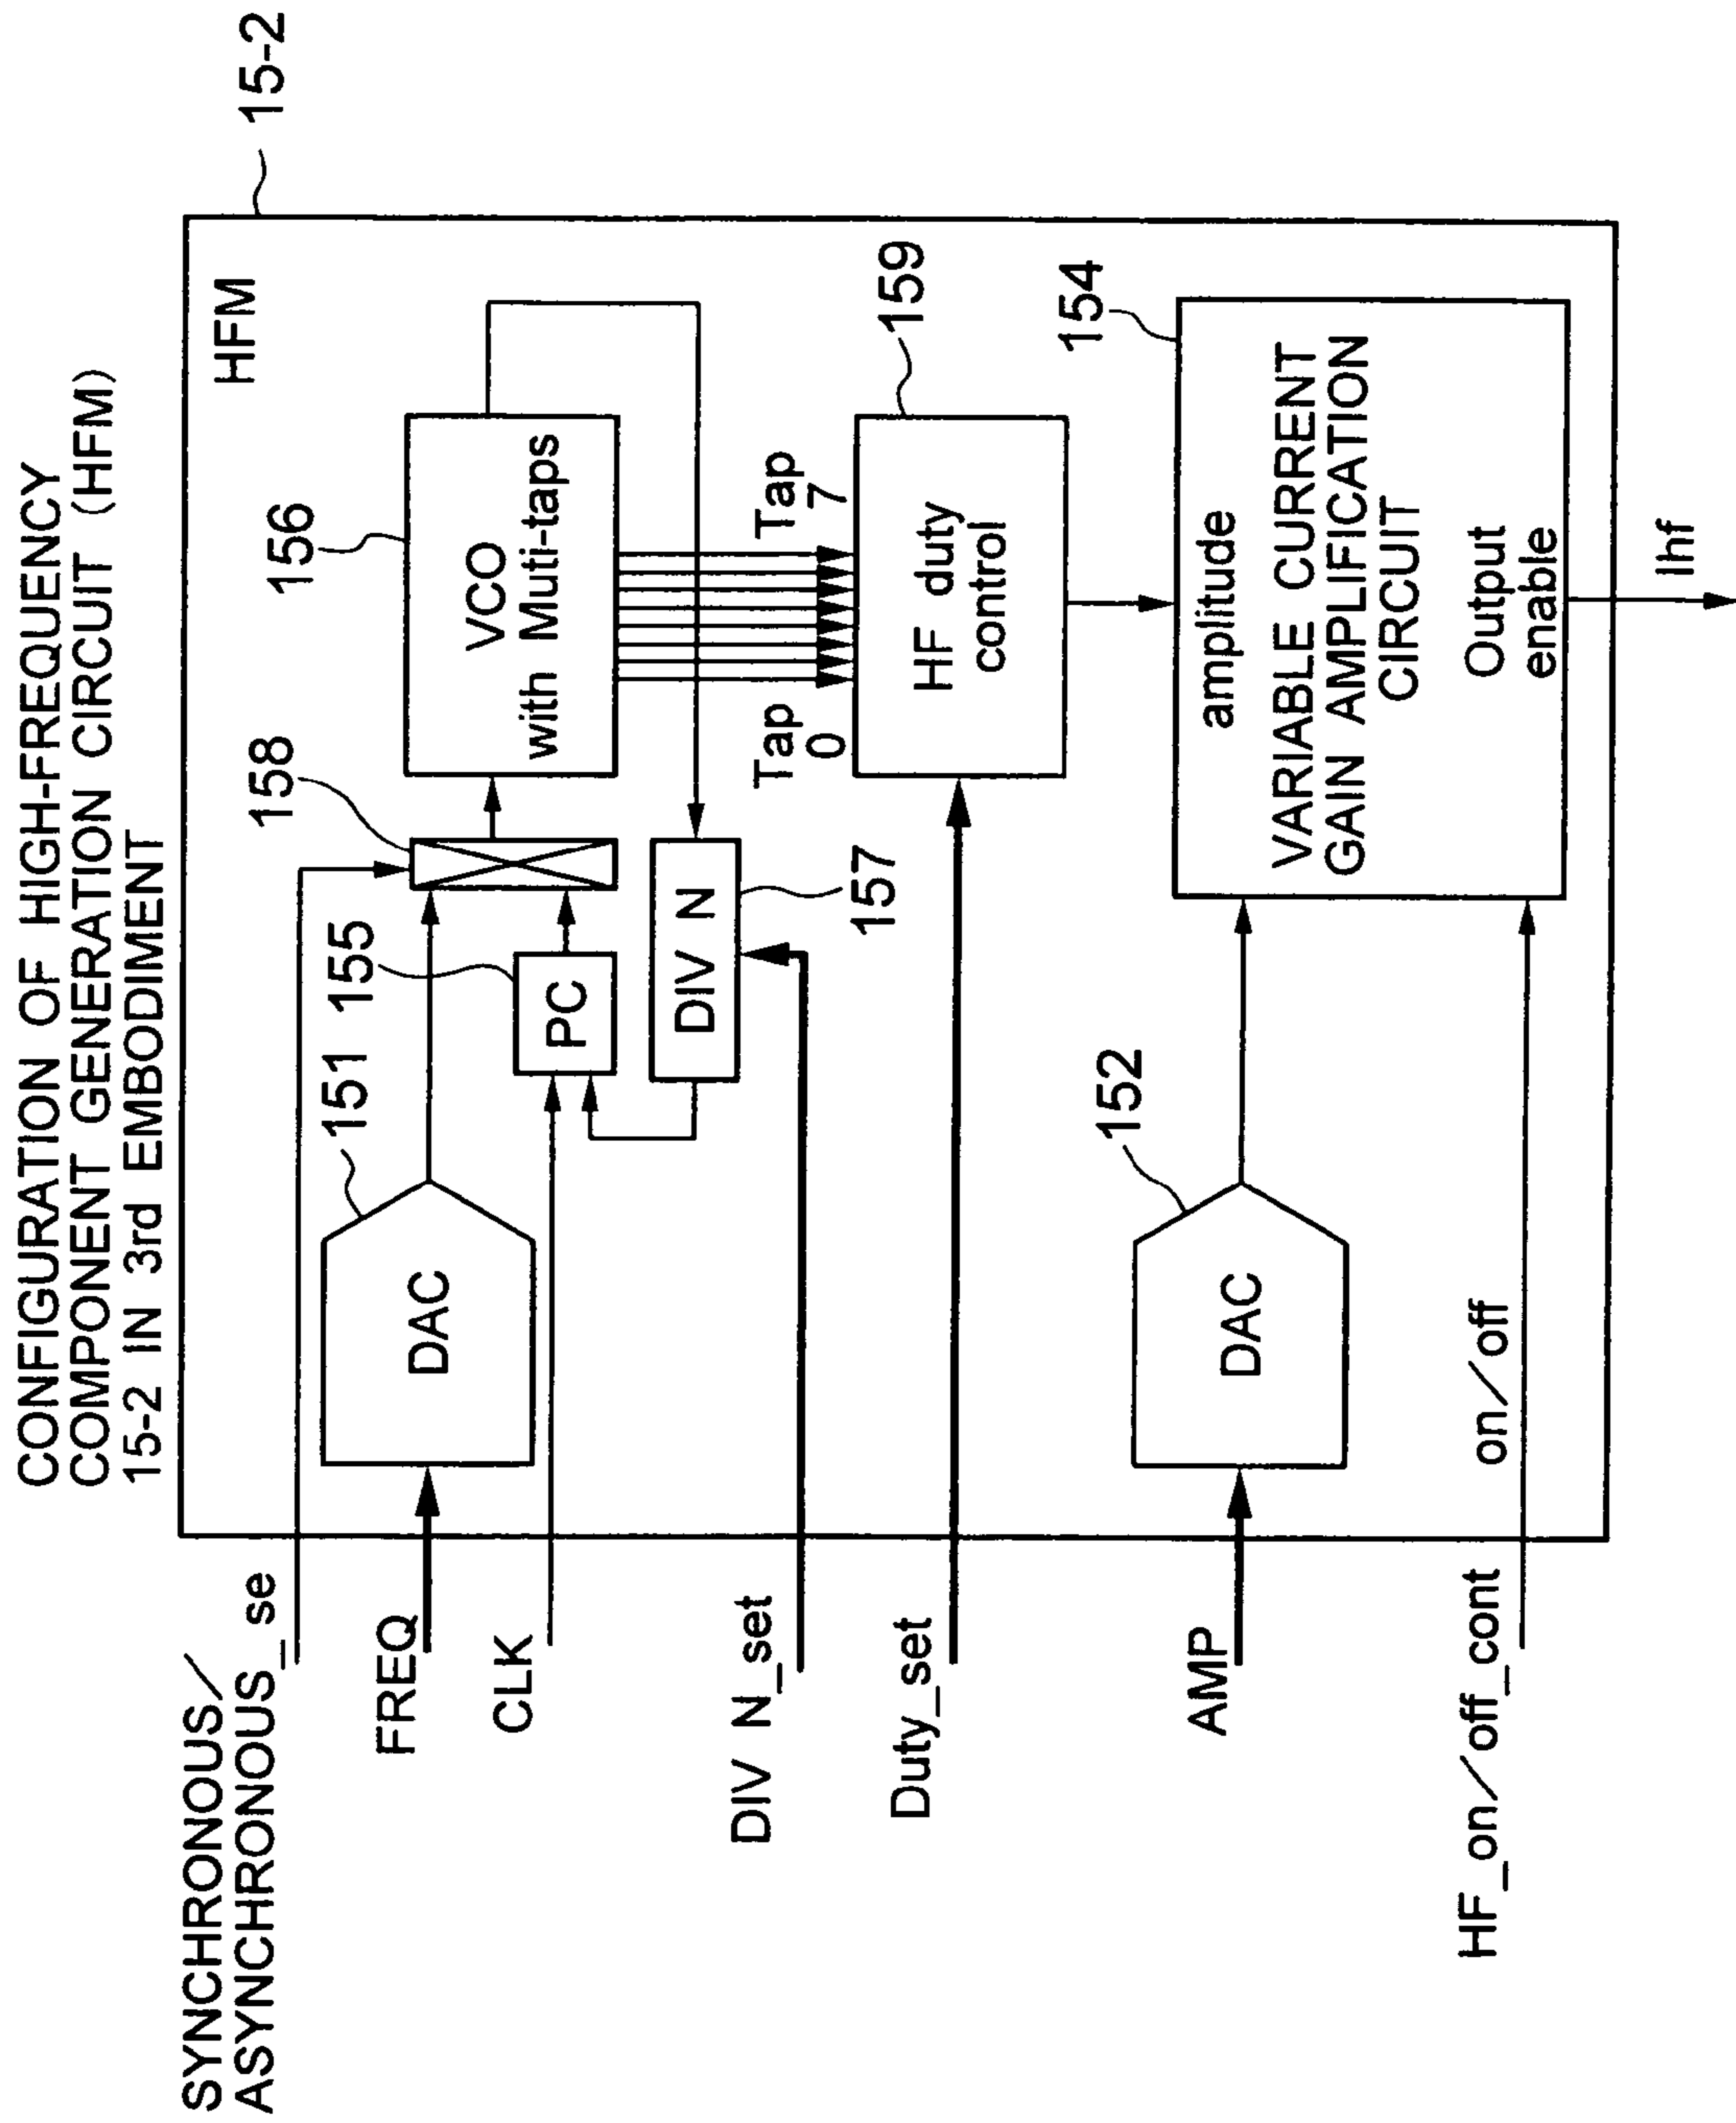 CONFIGURATION OF HIGH-FREQUENCY
COMPONENT GENERATION CIRCUIT (HFM)
15-2 IN 3rd EMBODIMENT
15-2
HFM
SYNCHRONOUS/
ASYNCHRONOUS_se
FREQ
CLK
DIV N_set
Duty_set
AMP
HF_on/off_cont
on/off
151
DAC
155
PC
158
156
VCO
with Muti-taps
DIV N
157
Tap
0
Tap
7
159
HF duty
control
152
DAC
154
amplitude
VARIABLE CURRENT
GAIN AMPLIFICATION
CIRCUIT
Output
enable
Ihf